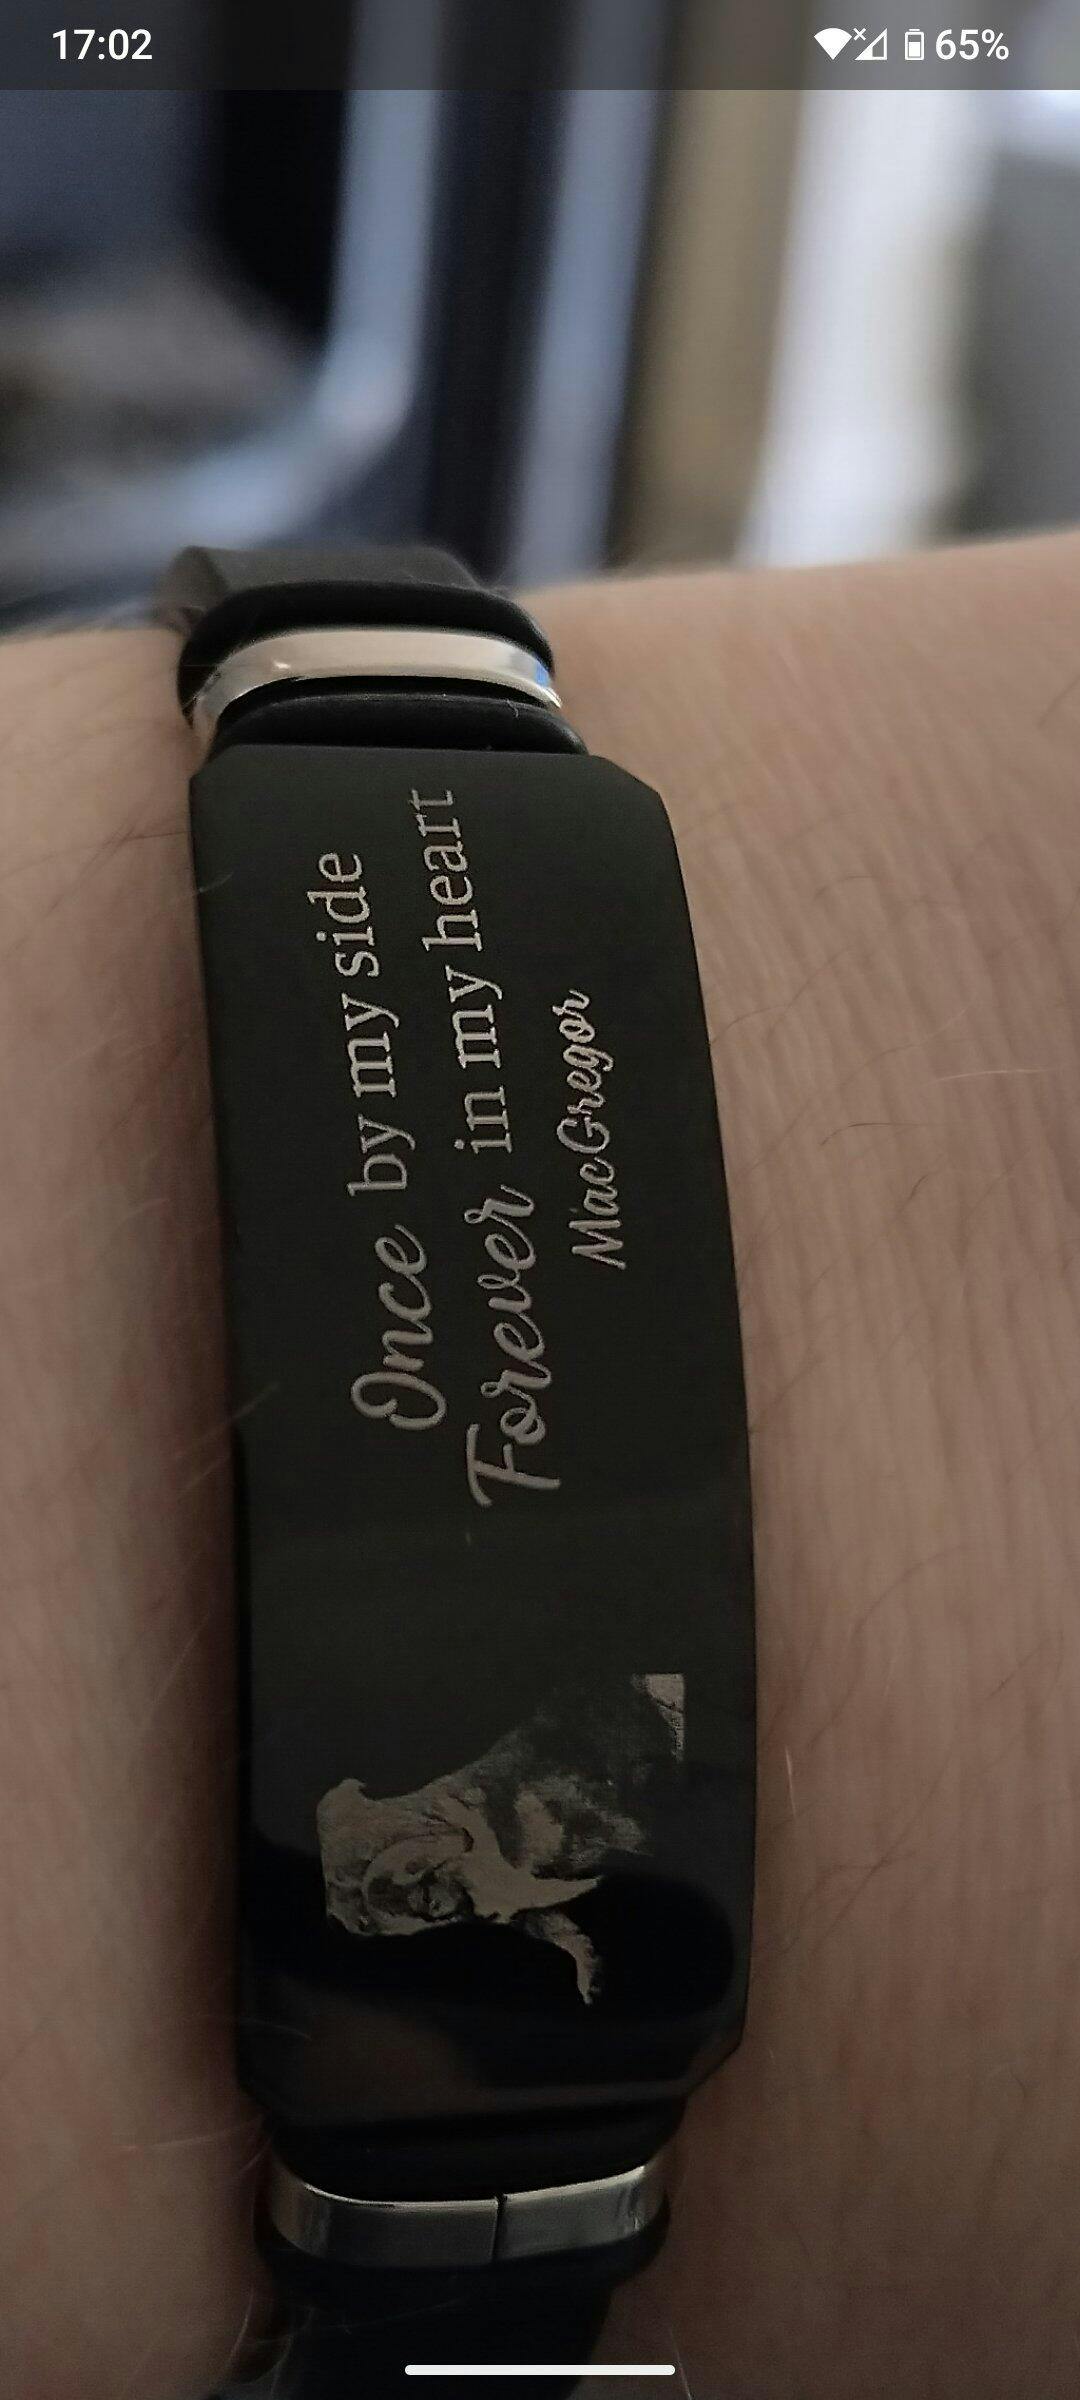 17:02
65%
Once by my side
Forever in my heart
MacGregor